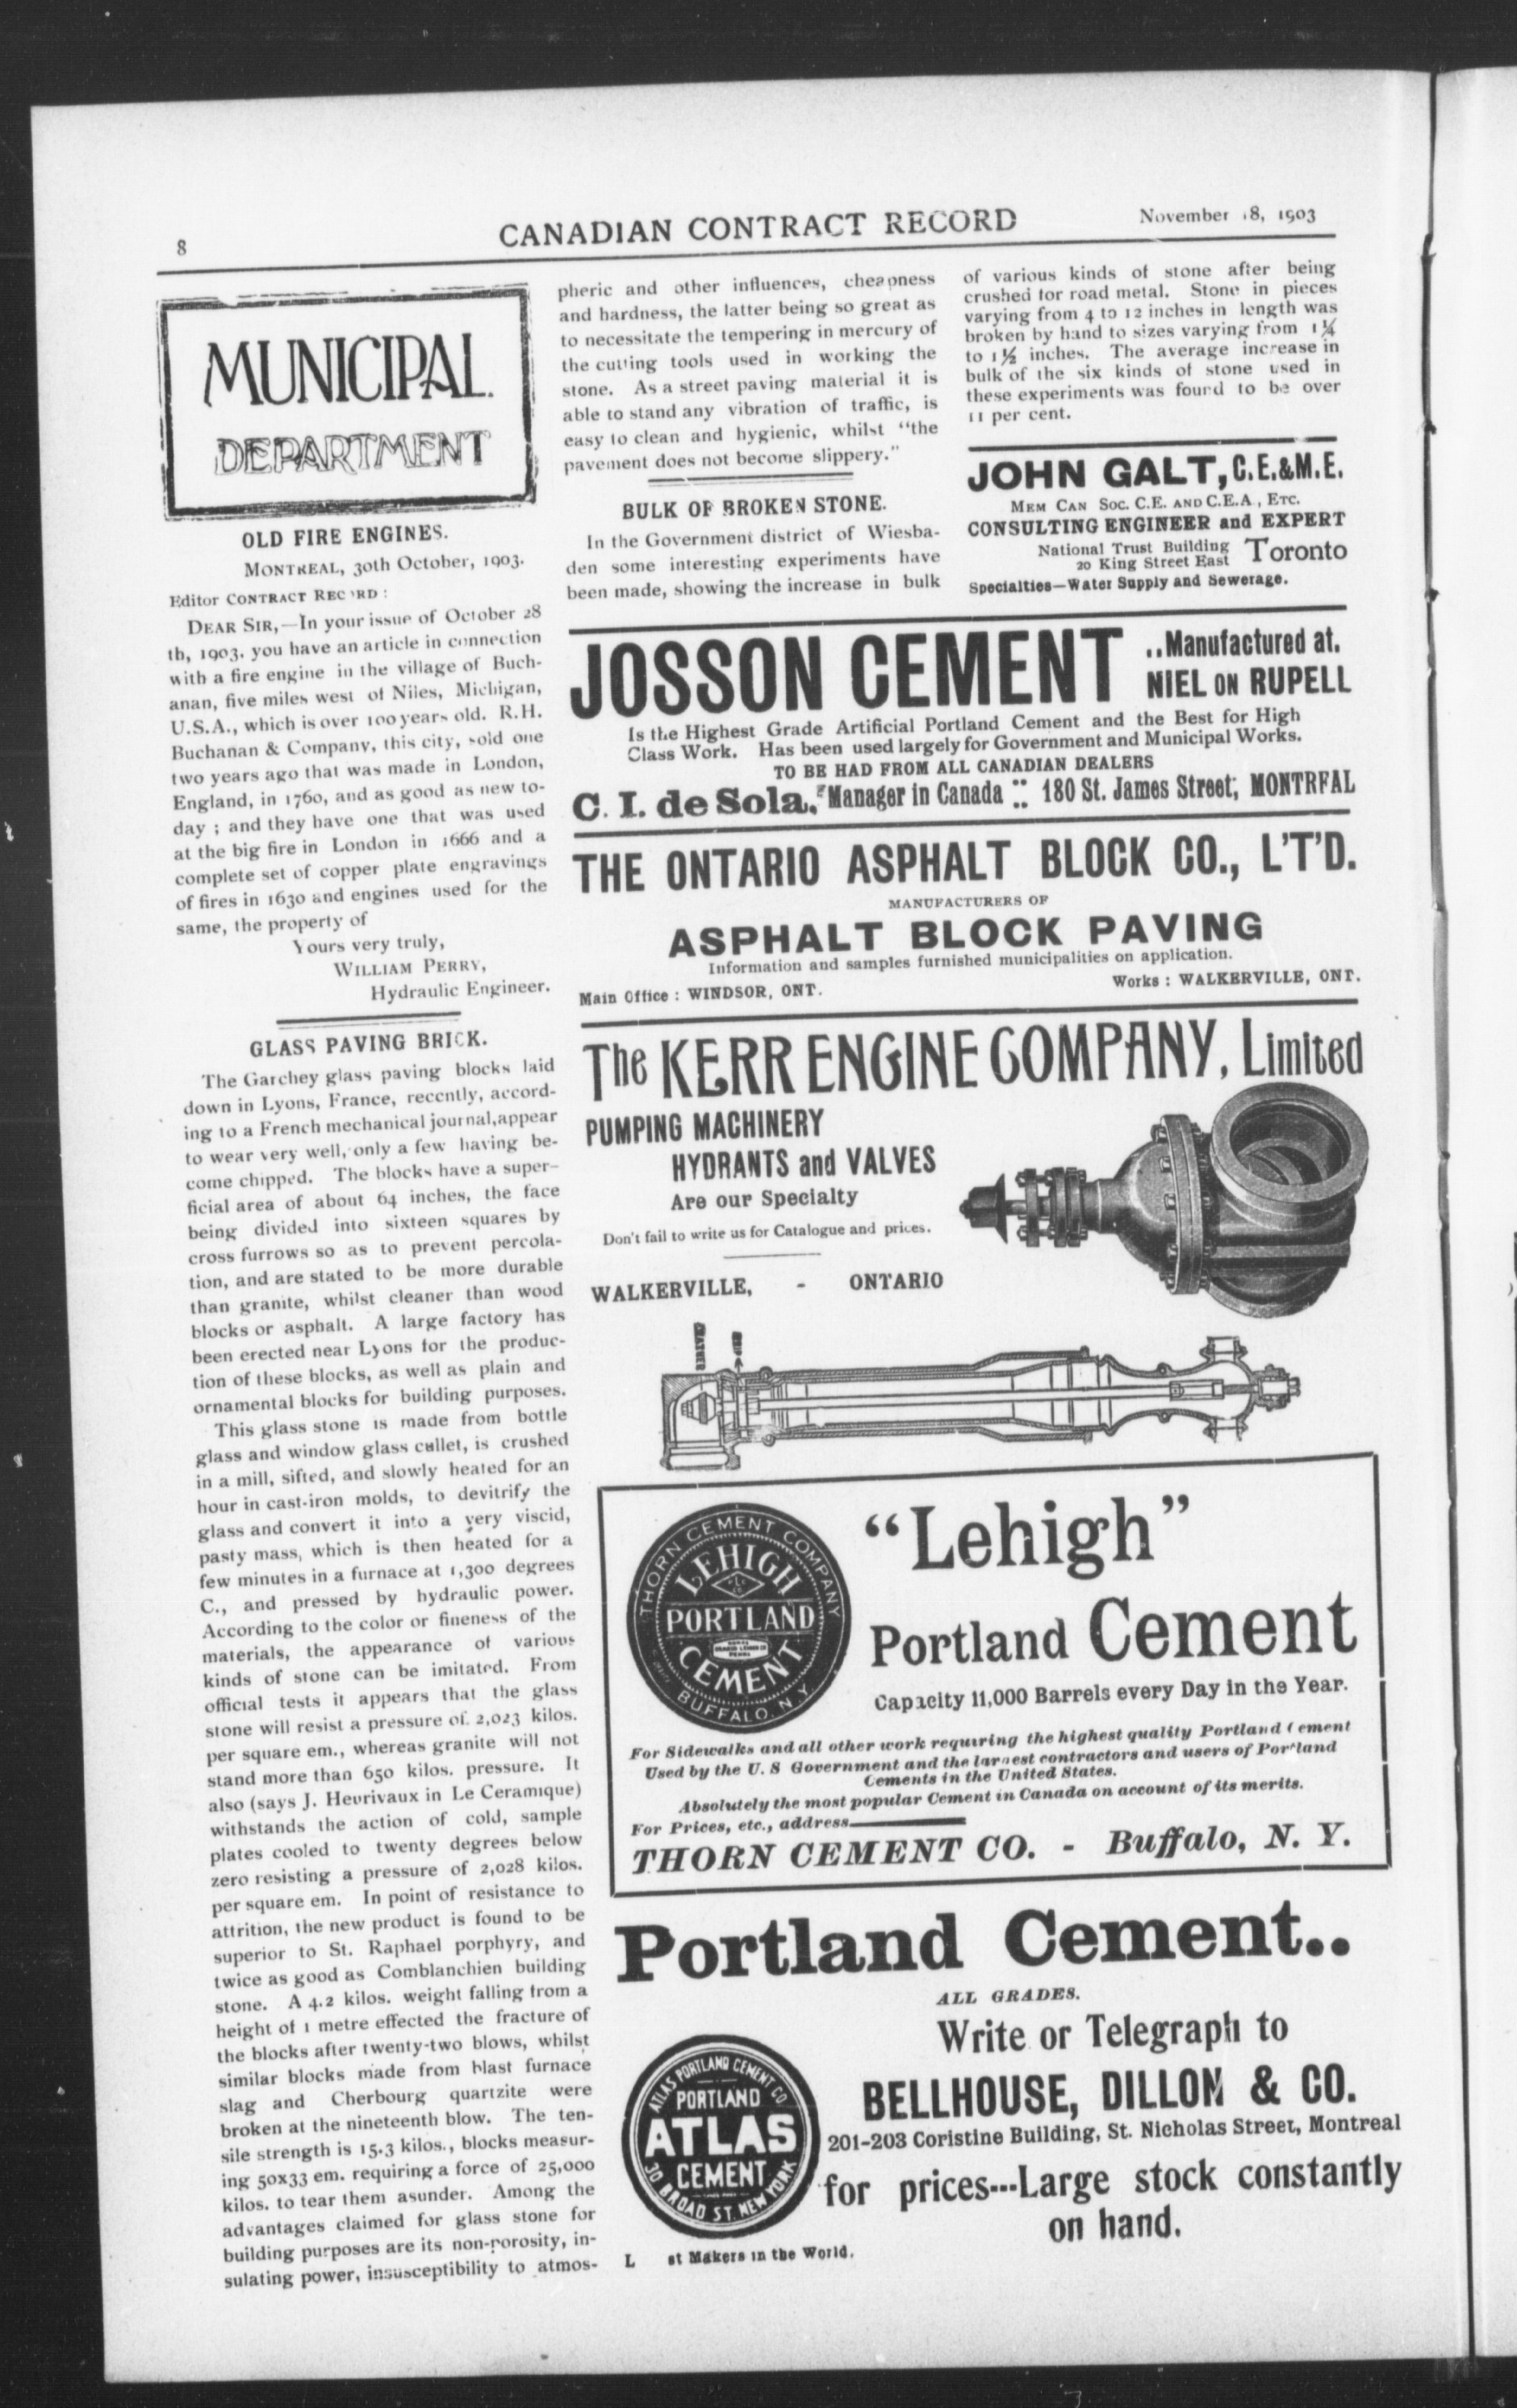 8
CANADIAN CONTRACT RECORD
November 18, 1903
MUNICIPAL
DEPARTMENT
OLD FIRE ENGINES.
MONTREAL, 30th October, 1903.
Editor CONTRACT RECORD :
DEAR SIR,—In your issue of October 28
th, 1903, you have an article in connection
with a fire engine in the village of Buch-
anan, five miles west of Niles, Michigan,
U.S.A., which is over 100 years old. R.H.
Buchanan & Company, this city, sold one
two years ago that was made in London,
England, in 1760, and as good as new to-
day ; and they have one that was used
at the big fire in London in 1666 and a
complete set of copper plate engravings
of fires in 1630 and engines used for the
same, the property of
Yours very truly,
WILLIAM PERRY,
Hydraulic Engineer.
GLASS PAVING BRICK.
The Garchey glass paving blocks laid
down in Lyons, France, recently, accord-
ing to a French mechanical journal, appear
to wear very well, only a few having be-
come chipped. The blocks have a super-
ficial area of about 64 inches, the face
being divided into sixteen squares by
cross furrows so as to prevent percola-
tion, and are stated to be more durable
than granite, whilst cleaner than wood
blocks or asphalt. A large factory has
been erected near Lyons for the produc-
tion of these blocks, as well as plain and
ornamental blocks for building purposes.
This glass stone is made from bottle
glass and window glass cullet, is crushed
in a mill, sifted, and slowly heated for an
hour in cast-iron molds, to devitrify the
glass and convert it into a very viscid,
pasty mass, which is then heated for a
few minutes in a furnace at 1,300 degrees
C., and pressed by hydraulic power.
According to the color or fineness of the
materials, the appearance of various
kinds of stone can be imitated. From
official tests it appears that the glass
stone will resist a pressure of. 2,023 kilos.
per square em., whereas granite will not
stand more than 650 kilos. pressure. It
also (says J. Heurivaux in Le Ceramique)
withstands the action of cold, sample
plates cooled to twenty degrees below
zero resisting a pressure of 2,028 kilos.
per square em. In point of resistance to
attrition, the new product is found to be
superior to St. Raphael porphyry, and
twice as good as Comblanchien building
stone. A 4.2 kilos. weight falling from a
height of 1 metre effected the fracture of
the blocks after twenty-two blows, whilst
similar blocks made from blast furnace
slag and Cherbourg quartzite were
broken at the nineteenth blow. The ten-
sile strength is 15.3 kilos., blocks measur-
ing 50x33 em. requiring a force of 25,000
kilos. to tear them asunder. Among the
advantages claimed for glass stone for
building purposes are its non-porosity, in-
sulating power, insusceptibility to atmos-
pheric and other influences, cheapness
and hardness, the latter being so great as
to necessitate the tempering in mercury of
the cutting tools used in working the
stone. As a street paving material it is
able to stand any vibration of traffic, is
easy to clean and hygienic, whilst "the
pavement does not become slippery."
BULK OF BROKEN STONE.
In the Government district of Wiesba-
den some interesting experiments have
been made, showing the increase in bulk
of various kinds of stone after being
crushed for road metal. Stone in pieces
varying from 4 to 12 inches in length was
broken by hand to sizes varying from 1¼
to 1½ inches. The average increase in
bulk of the six kinds of stone used in
these experiments was found to be over
11 per cent.
JOHN GALT, C.E.&M.E.
MEM CAN SOC. C.E. AND C.E.A., ETC.
CONSULTING ENGINEER and EXPERT
National Trust Building
20 King Street East Toronto
Specialties—Water Supply and Sewerage.
JOSSON CEMENT
..Manufactured at.
NIEL ON RUPELL
Is the Highest Grade Artificial Portland Cement and the Best for High
Class Work. Has been used largely for Government and Municipal Works.
TO BE HAD FROM ALL CANADIAN DEALERS
C. I. de Sola, Manager in Canada :: 180 St. James Street; MONTREAL
THE ONTARIO ASPHALT BLOCK CO., L'T'D.
MANUFACTURERS OF
ASPHALT BLOCK PAVING
Information and samples furnished municipalities on application.
Main Office : WINDSOR, ONT.
Works : WALKERVILLE, ONT.
The KERR ENGINE COMPANY, Limited
PUMPING MACHINERY
HYDRANTS and VALVES
Are our Specialty
Don't fail to write us for Catalogue and prices.
WALKERVILLE, - ONTARIO
THORN CEMENT COMPANY
LEHIGH
PORTLAND
CEMENT
BUFFALO. N.Y.
"Lehigh"
Portland Cement
Capacity 11,000 Barrels every Day in the Year.
For Sidewalks and all other work requiring the highest quality Portland Cement
Used by the U. S Government and the largest contractors and users of Portland
Cements in the United States.
Absolutely the most popular Cement in Canada on account of its merits.
For Prices, etc., address
THORN CEMENT CO. - Buffalo, N. Y.
Portland Cement..
ALL GRADES.
Write or Telegraph to
BELLHOUSE, DILLON & CO.
201-203 Coristine Building, St. Nicholas Street, Montreal
for prices---Large stock constantly
on hand.
ATLAS PORTLAND CEMENT CO
PORTLAND
ATLAS
CEMENT
30 BROAD ST. NEW YORK
L st Makers in the World.